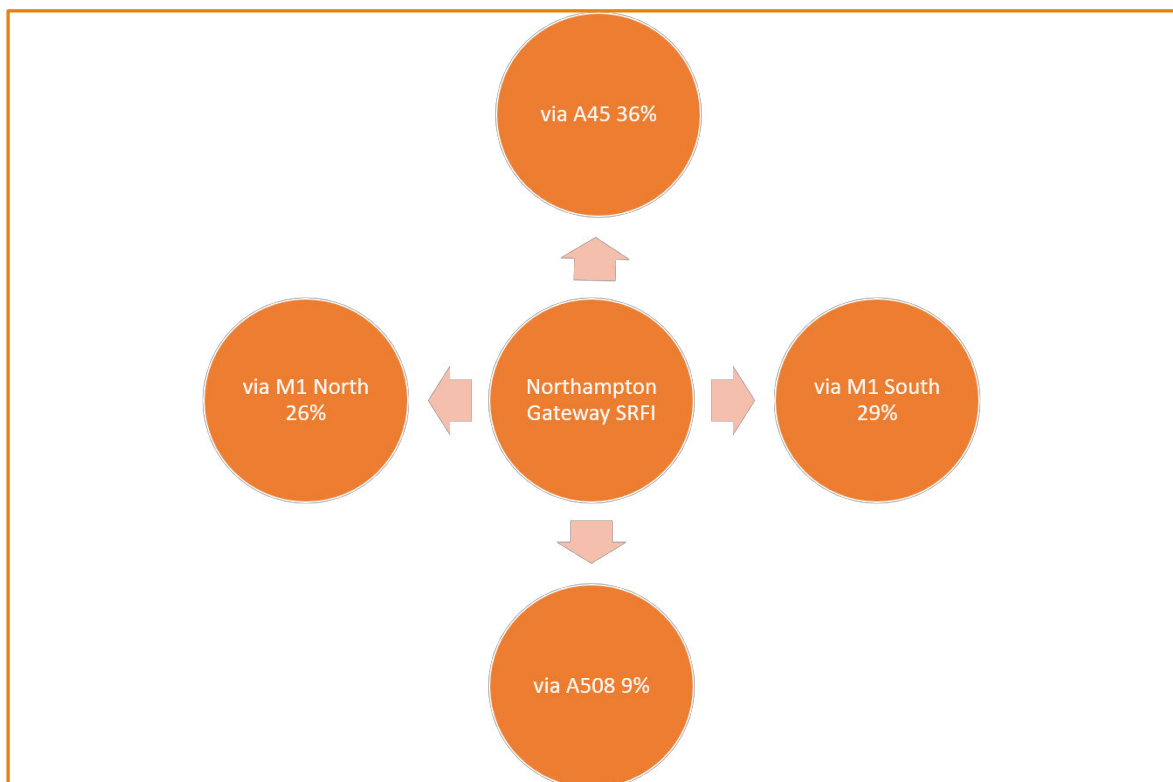 via A45 36%
via M1 North
26%
Northampton
Gateway SRFI
via M1 South
29%
via A508 9%